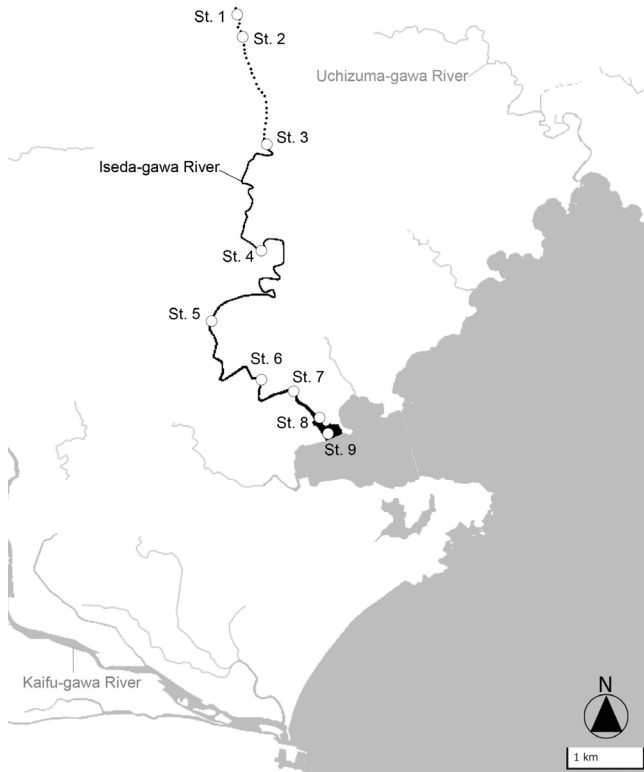 St. 1
St. 2
Uchizuma-gawa River
St. 3
Iseda-gawa River
St. 4
St. 5
St. 6
St. 7
St. 8
St. 9
Kaifu-gawa River
N
1 km